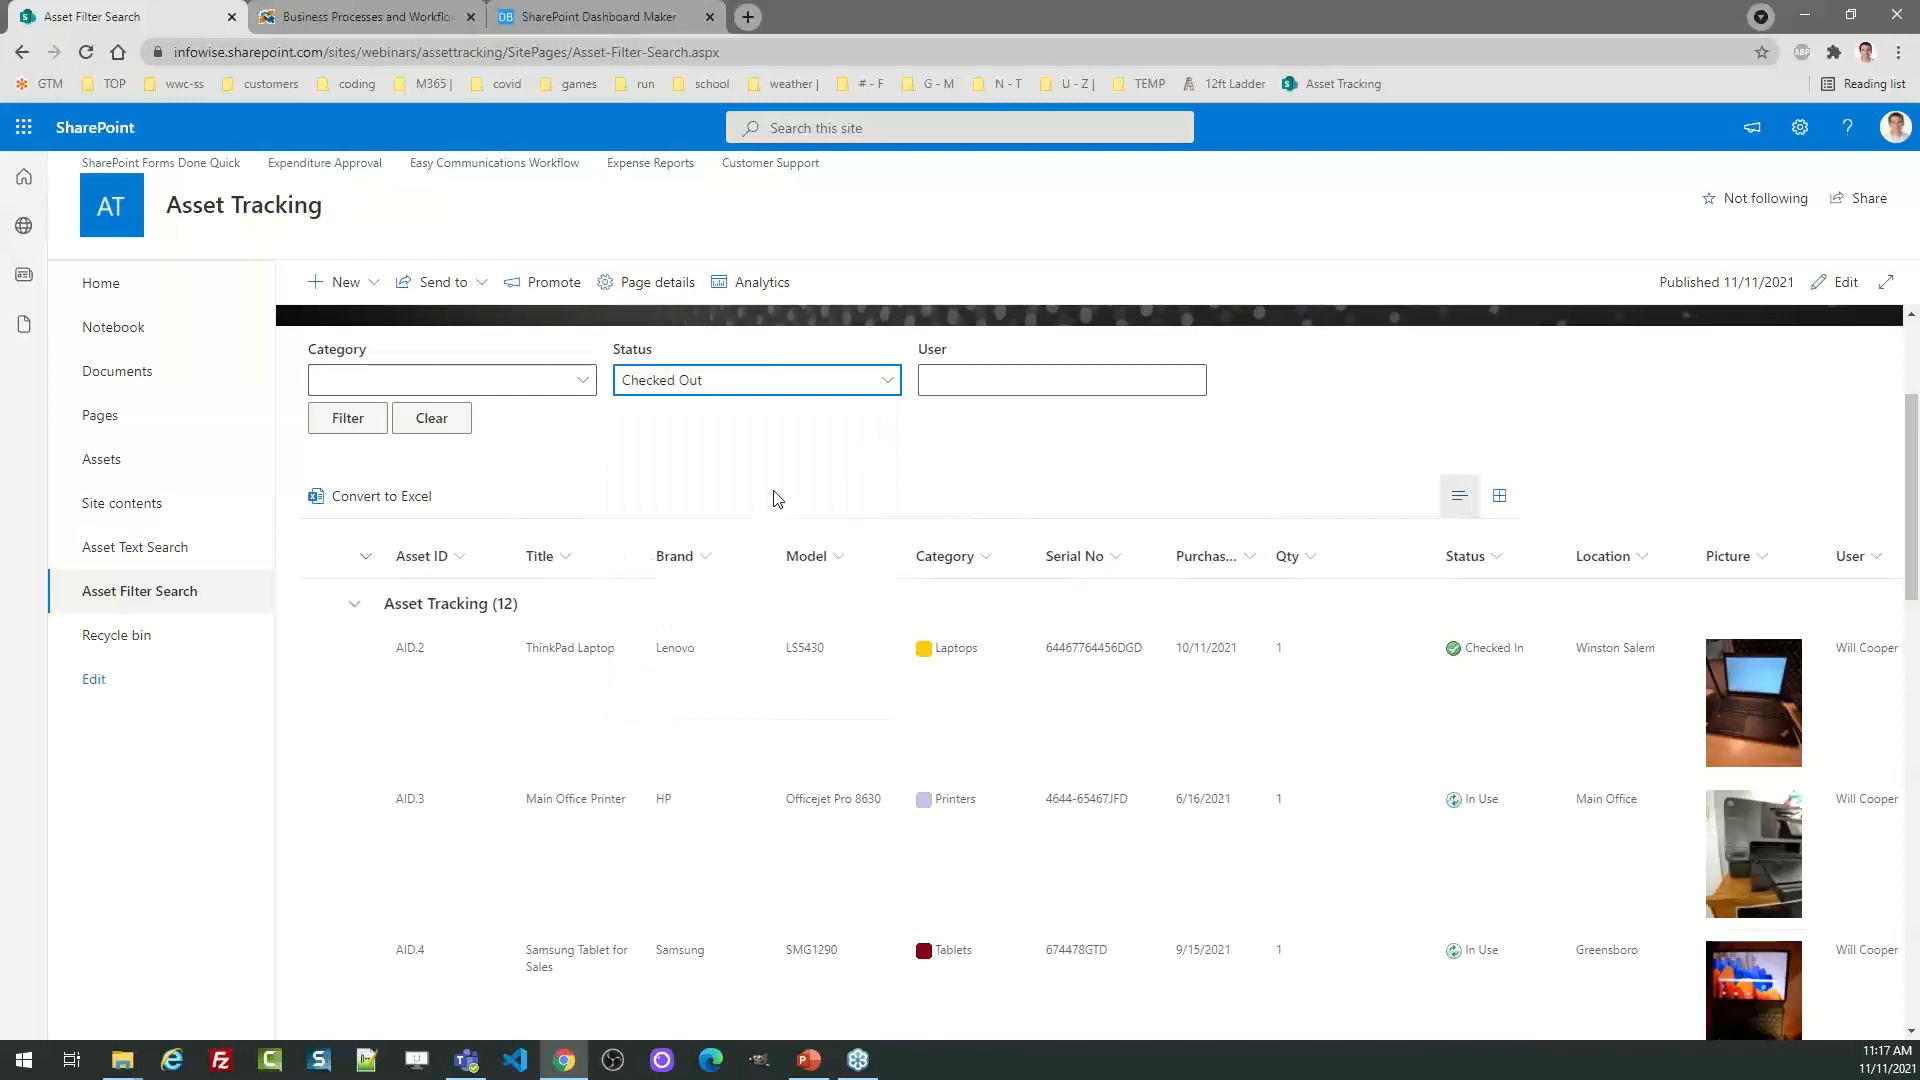 Asset Filter Search
Business Processes and Workflo
SharePoint Dashboard Maker
infowise.sharepoint.com/sites/webinars/assettracking/SitePages/Asset-Filter-Search.aspx
ABP
GTM TOP wwc-ss customers coding M365 | covid games run school weather | # - F G - M N - T U - Z | TEMP 12ft Ladder Asset Tracking Reading list
SharePoint
Search this site
SharePoint Forms Done Quick Expenditure Approval Easy Communications Workflow Expense Reports Customer Support
AT
Asset Tracking
Not following Share
Home
Notebook
Documents
Pages
Assets
Site contents
Asset Text Search
Asset Filter Search
Recycle bin
Edit
New Send to Promote Page details Analytics Published 11/11/2021 Edit
Category Status User
Checked Out
Filter Clear
Convert to Excel
Asset ID Title Brand Model Category Serial No Purchas... Qty Status Location Picture User
Asset Tracking (12)
AID.2 ThinkPad Laptop Lenovo LS5430 Laptops 64467764456DGD 10/11/2021 1 Checked In Winston Salem Will Cooper
AID.3 Main Office Printer HP Officejet Pro 8630 Printers 4644-65467JFD 6/16/2021 1 In Use Main Office Will Cooper
AID.4 Samsung Tablet for Samsung SMG1290 Tablets 674478GTD 9/15/2021 1 In Use Greensboro Will Cooper
Sales
11:17 AM
11/11/2021